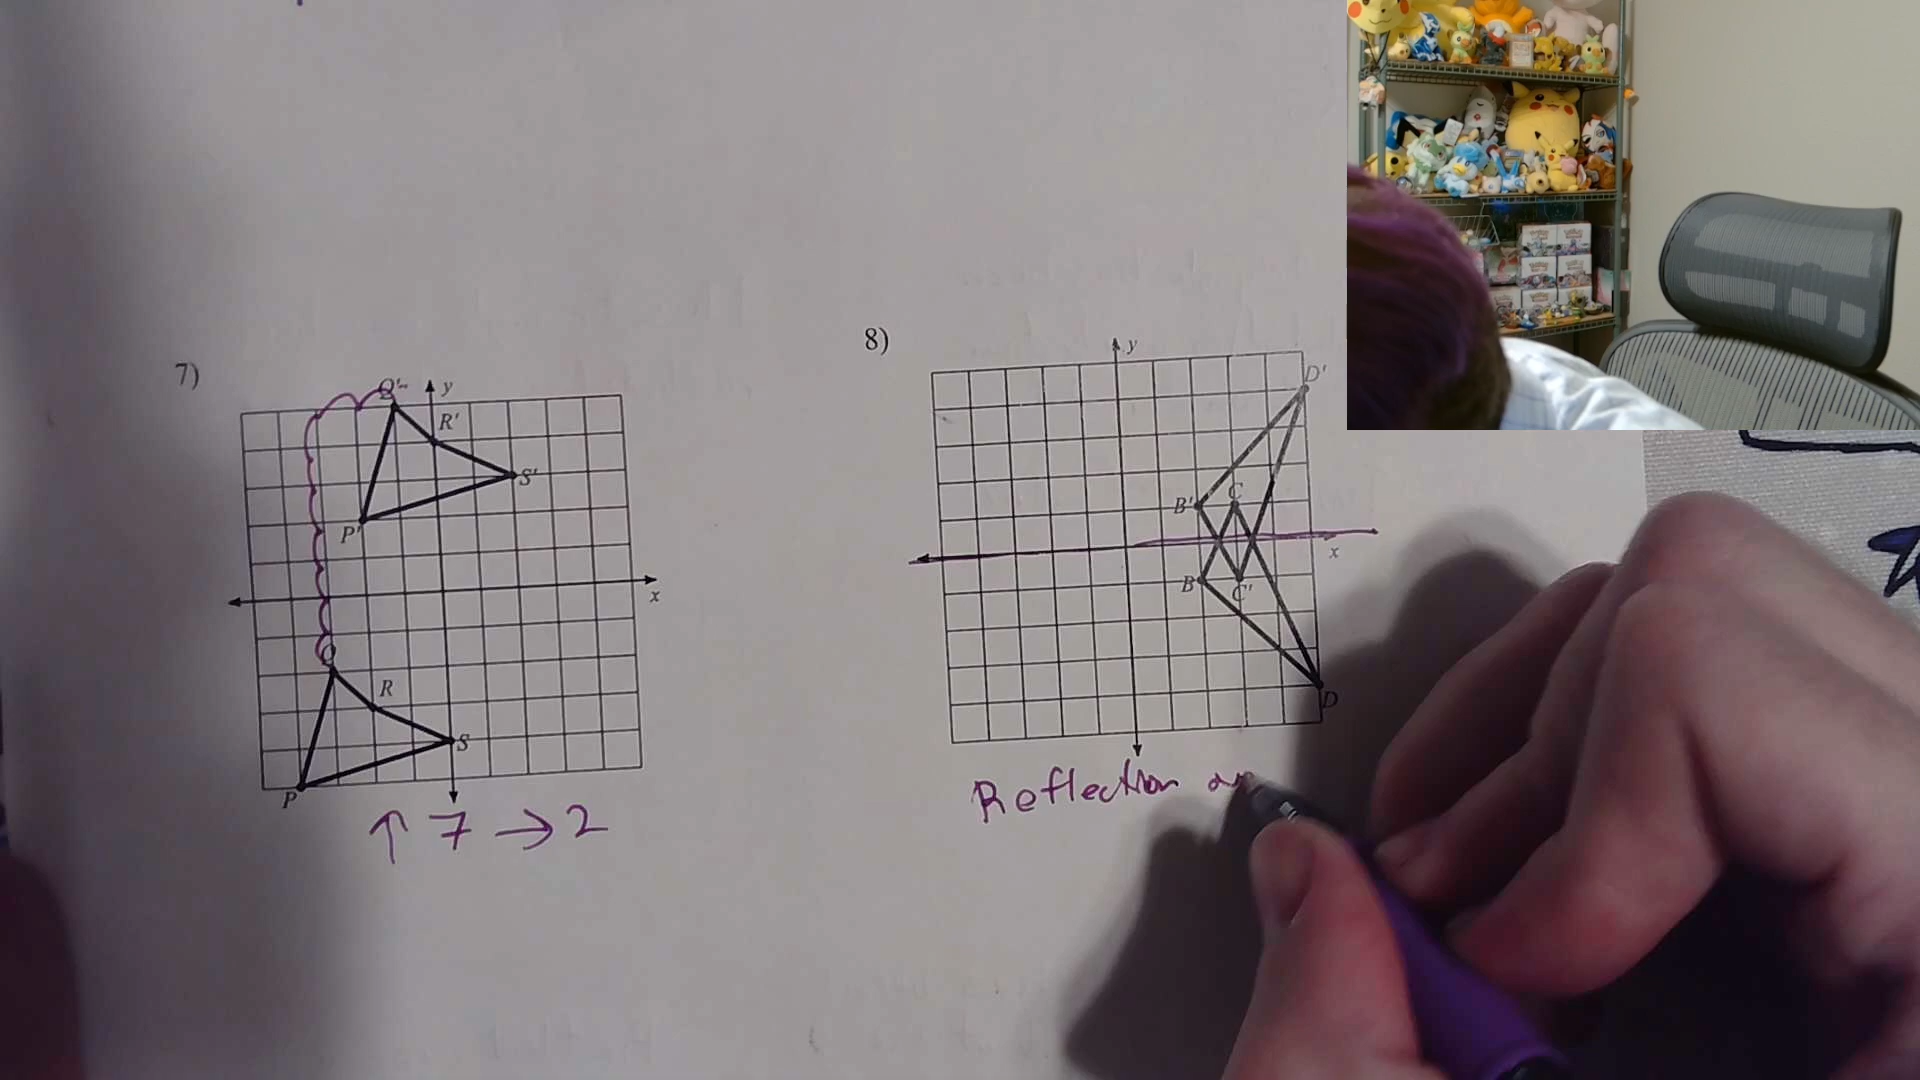 7)
Q'
y
R'
S'
P'
x
Q
R
S
P
↑ 7 → 2
8)
y
D'
B'
C
x
B
C'
D
Reflection